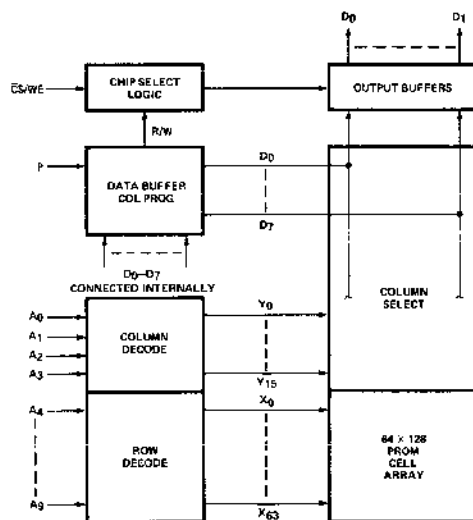 D0 D1
CS/WE
CHIP SELECT
LOGIC
OUTPUT BUFFERS
R/W
P
DATA BUFFER
COL PROG
D0
D7
D0–D7
CONNECTED INTERNALLY
A0
A1
A2
A3
COLUMN
DECODE
Y0
Y15
COLUMN
SELECT
A4
A9
ROW
DECODE
X0
X63
64 X 128
PROM
CELL
ARRAY